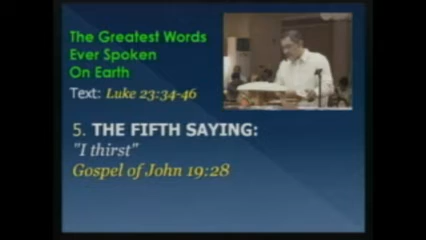 The Greatest Words
Ever Spoken
On Earth
Text: Luke 23:34-46
5. THE FIFTH SAYING:
"I thirst"
Gospel of John 19:28